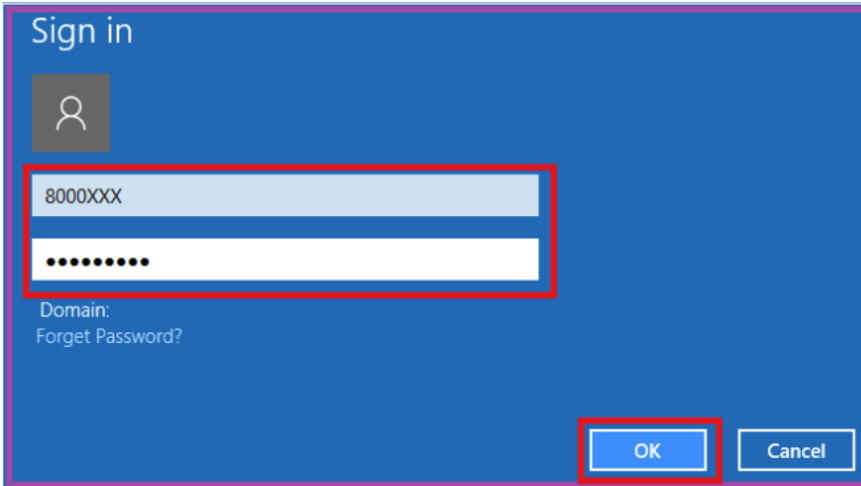 Sign in
8000XXX
•••••••••
Domain:
Forget Password?
OK Cancel